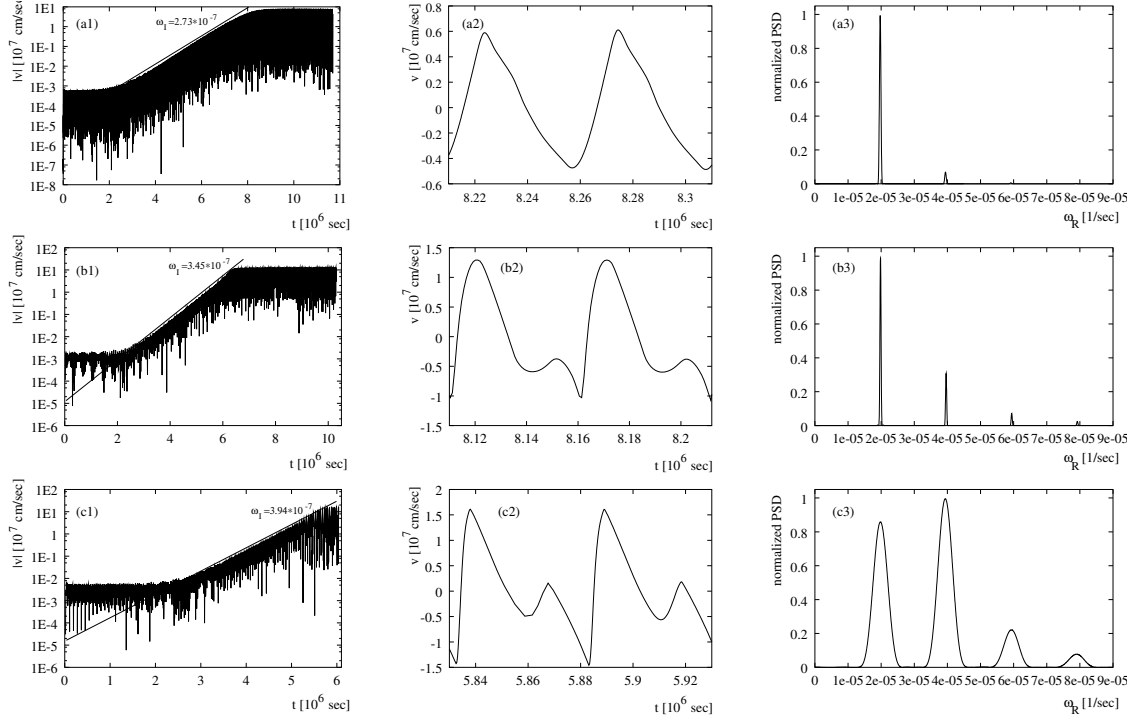 (a1)
ω_I=2.73*10^-7
|v| [10^7 cm/sec]
1E1
1
1E-1
1E-2
1E-3
1E-4
1E-5
1E-6
1E-7
1E-8
0 1 2 3 4 5 6 7 8 9 10 11
t [10^6 sec]
(a2)
v [10^7 cm/sec]
0.8
0.6
0.4
0.2
0
-0.2
-0.4
-0.6
8.22 8.24 8.26 8.28 8.3
t [10^6 sec]
(a3)
normalized PSD
1
0.8
0.6
0.4
0.2
0
0 1e-05 2e-05 3e-05 4e-05 5e-05 6e-05 7e-05 8e-05 9e-05
ω_R [1/sec]
(b1)
ω_I=3.45*10^-7
|v| [10^7 cm/sec]
1E2
1E1
1
1E-1
1E-2
1E-3
1E-4
1E-5
1E-6
0 2 4 6 8 10
t [10^6 sec]
(b2)
v [10^7 cm/sec]
1.5
1
0.5
0
-0.5
-1
-1.5
8.12 8.14 8.16 8.18 8.2
t [10^6 sec]
(b3)
normalized PSD
1
0.8
0.6
0.4
0.2
0
0 1e-05 2e-05 3e-05 4e-05 5e-05 6e-05 7e-05 8e-05 9e-05
ω_R [1/sec]
(c1)
ω_I=3.94*10^-7
|v| [10^7 cm/sec]
1E2
1E1
1
1E-1
1E-2
1E-3
1E-4
1E-5
1E-6
0 1 2 3 4 5 6
t [10^6 sec]
(c2)
v [10^7 cm/sec]
2
1.5
1
0.5
0
-0.5
-1
-1.5
5.84 5.86 5.88 5.9 5.92
t [10^6 sec]
(c3)
normalized PSD
1
0.8
0.6
0.4
0.2
0
0 1e-05 2e-05 3e-05 4e-05 5e-05 6e-05 7e-05 8e-05 9e-05
ω_R [1/sec]